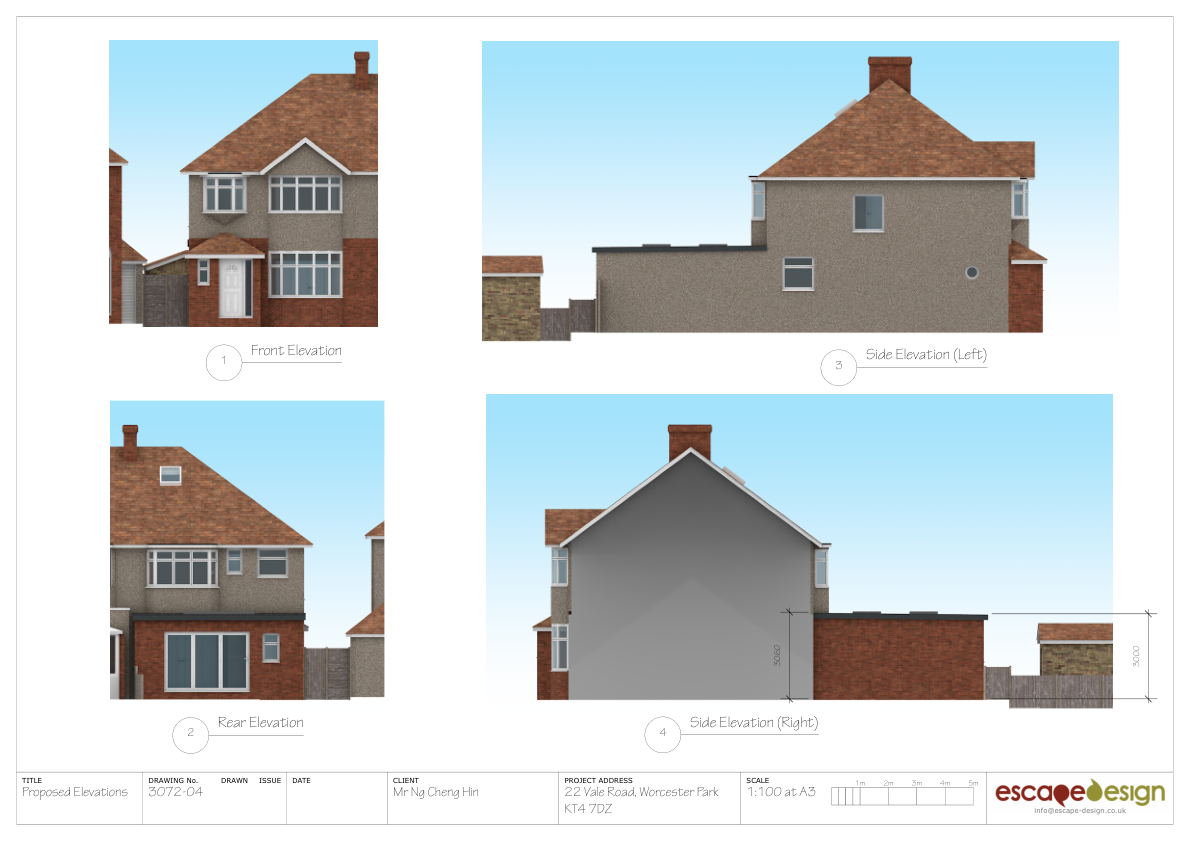 1
Front Elevation
3
Side Elevation (Left)
3060
3000
2
Rear Elevation
4
Side Elevation (Right)
TITLE
Proposed Elevations
DRAWING No. DRAWN ISSUE
3072-04
DATE
CLIENT
Mr Ng Cheng Hin
PROJECT ADDRESS
22 Vale Road, Worcester Park
KT4 7DZ
SCALE
1:100 at A3
1m 2m 3m 4m 5m
escapedesign
info@escape-design.co.uk